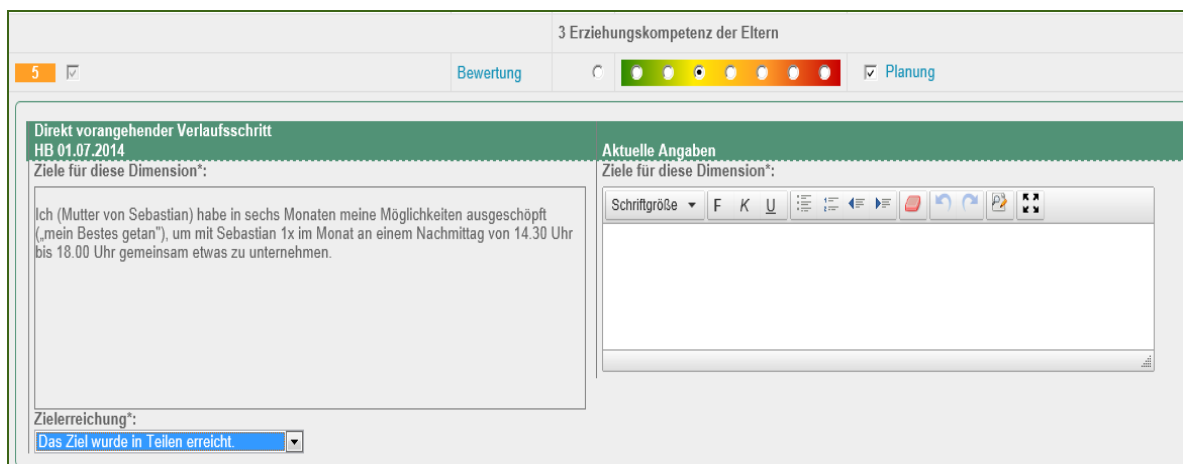 3 Erziehungskompetenz der Eltern
5 Bewertung Planung
Direkt vorangehender Verlaufsschritt
HB 01.07.2014
Ziele für diese Dimension*:
Ich (Mutter von Sebastian) habe in sechs Monaten meine Möglichkeiten ausgeschöpft
(„mein Bestes getan"), um mit Sebastian 1x im Monat an einem Nachmittag von 14.30 Uhr
bis 18.00 Uhr gemeinsam etwas zu unternehmen.
Zielerreichung*:
Das Ziel wurde in Teilen erreicht.
Aktuelle Angaben
Ziele für diese Dimension*:
Schriftgröße F K U